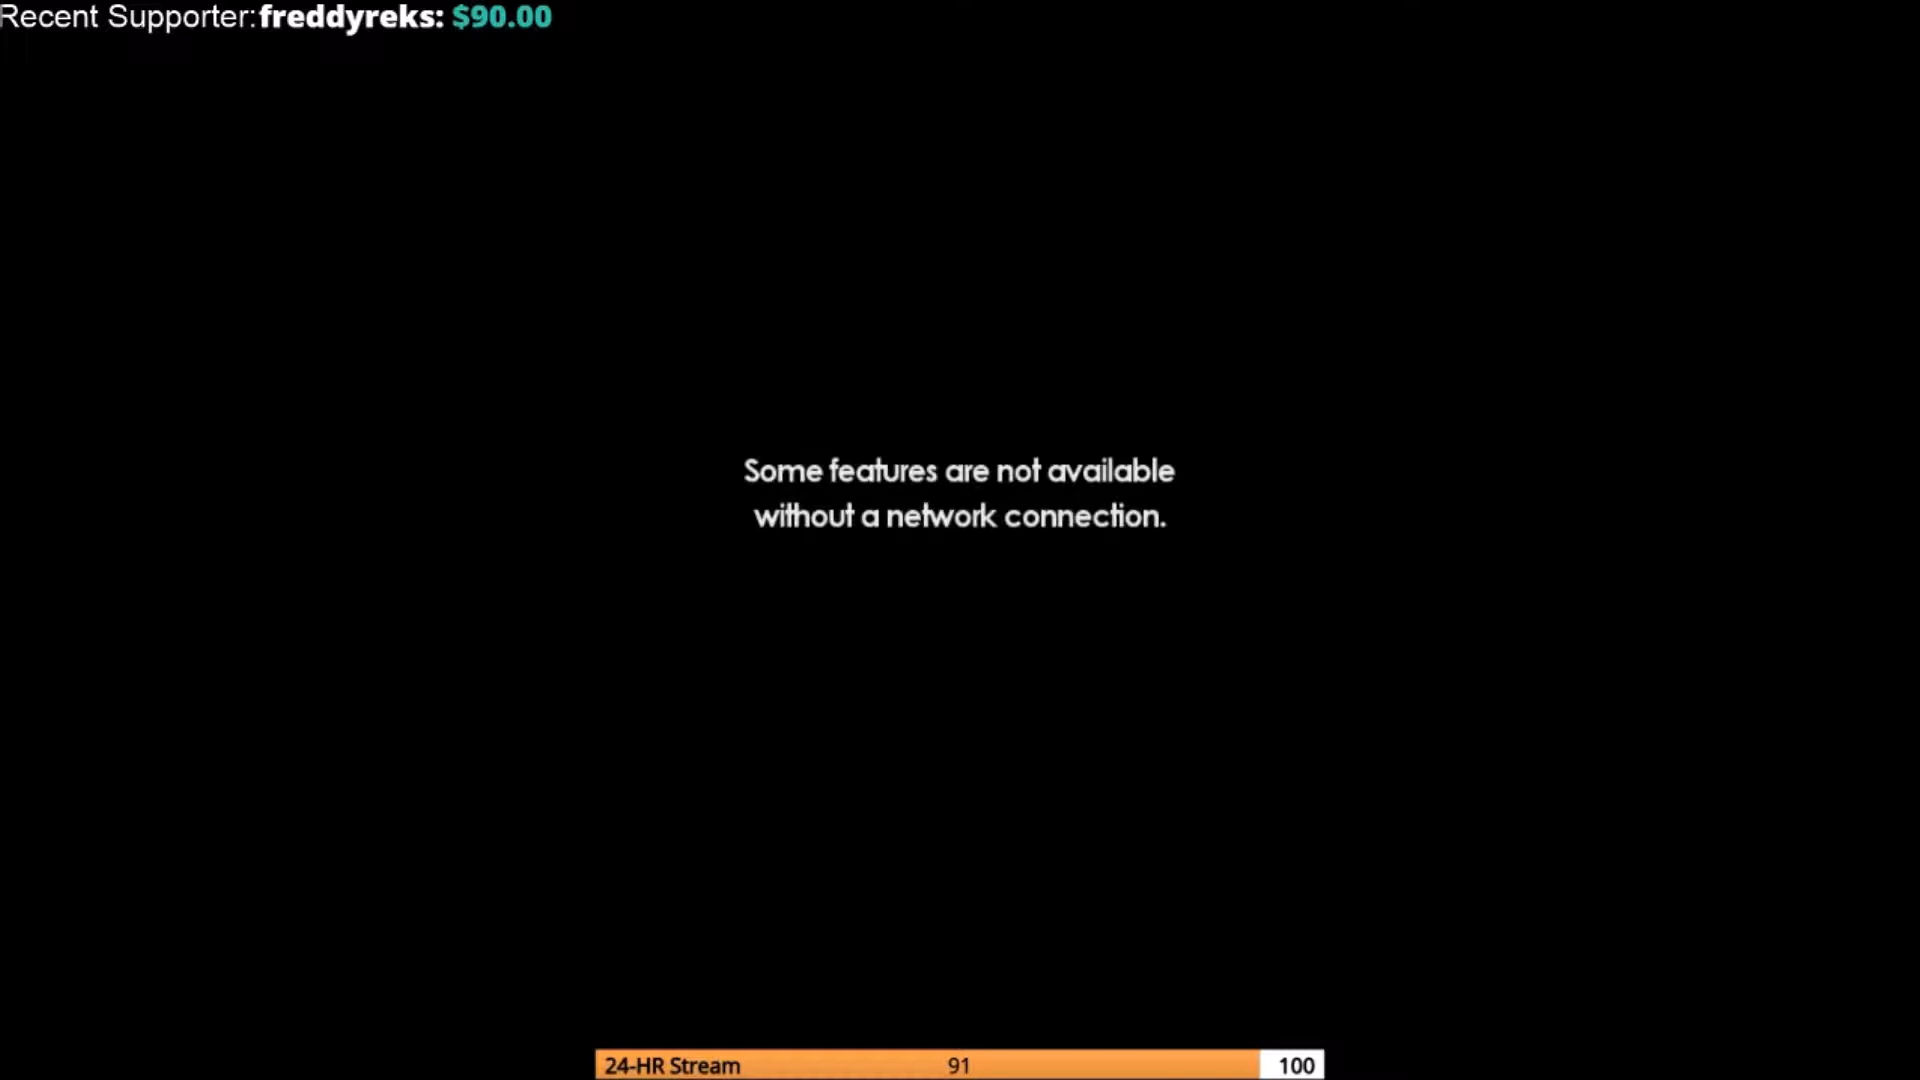 Recent Supporter:freddyreks: $90.00
Some features are not available
without a network connection.
24-HR Stream 91 100